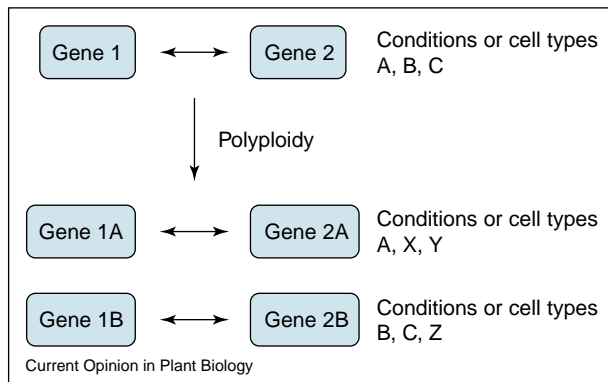 Gene 1
Gene 2
Conditions or cell types
A, B, C
Polyploidy
Gene 1A
Gene 2A
Conditions or cell types
A, X, Y
Gene 1B
Gene 2B
Conditions or cell types
B, C, Z
Current Opinion in Plant Biology